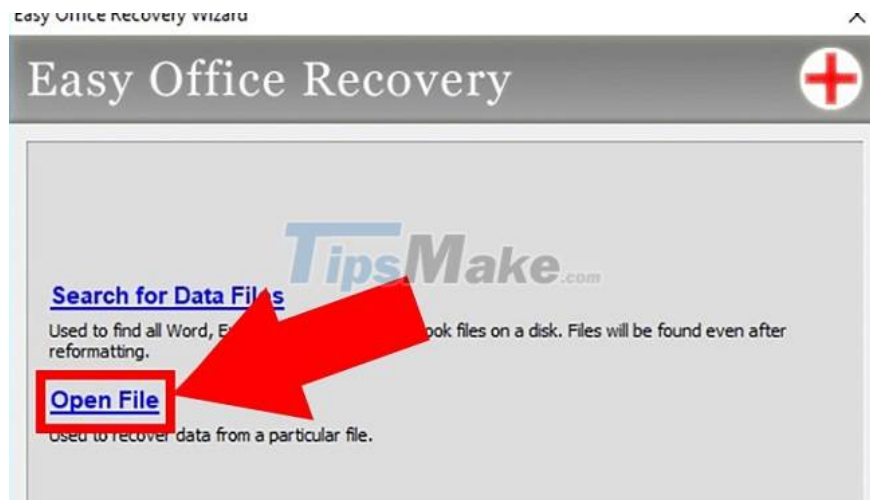 Easy Office Recovery Wizard
Easy Office Recovery
TipsMake.com
Search for Data Files
Used to find all Word, files on a disk. Files will be found even after
reformatting.
Open File
Used to recover data from a particular file.